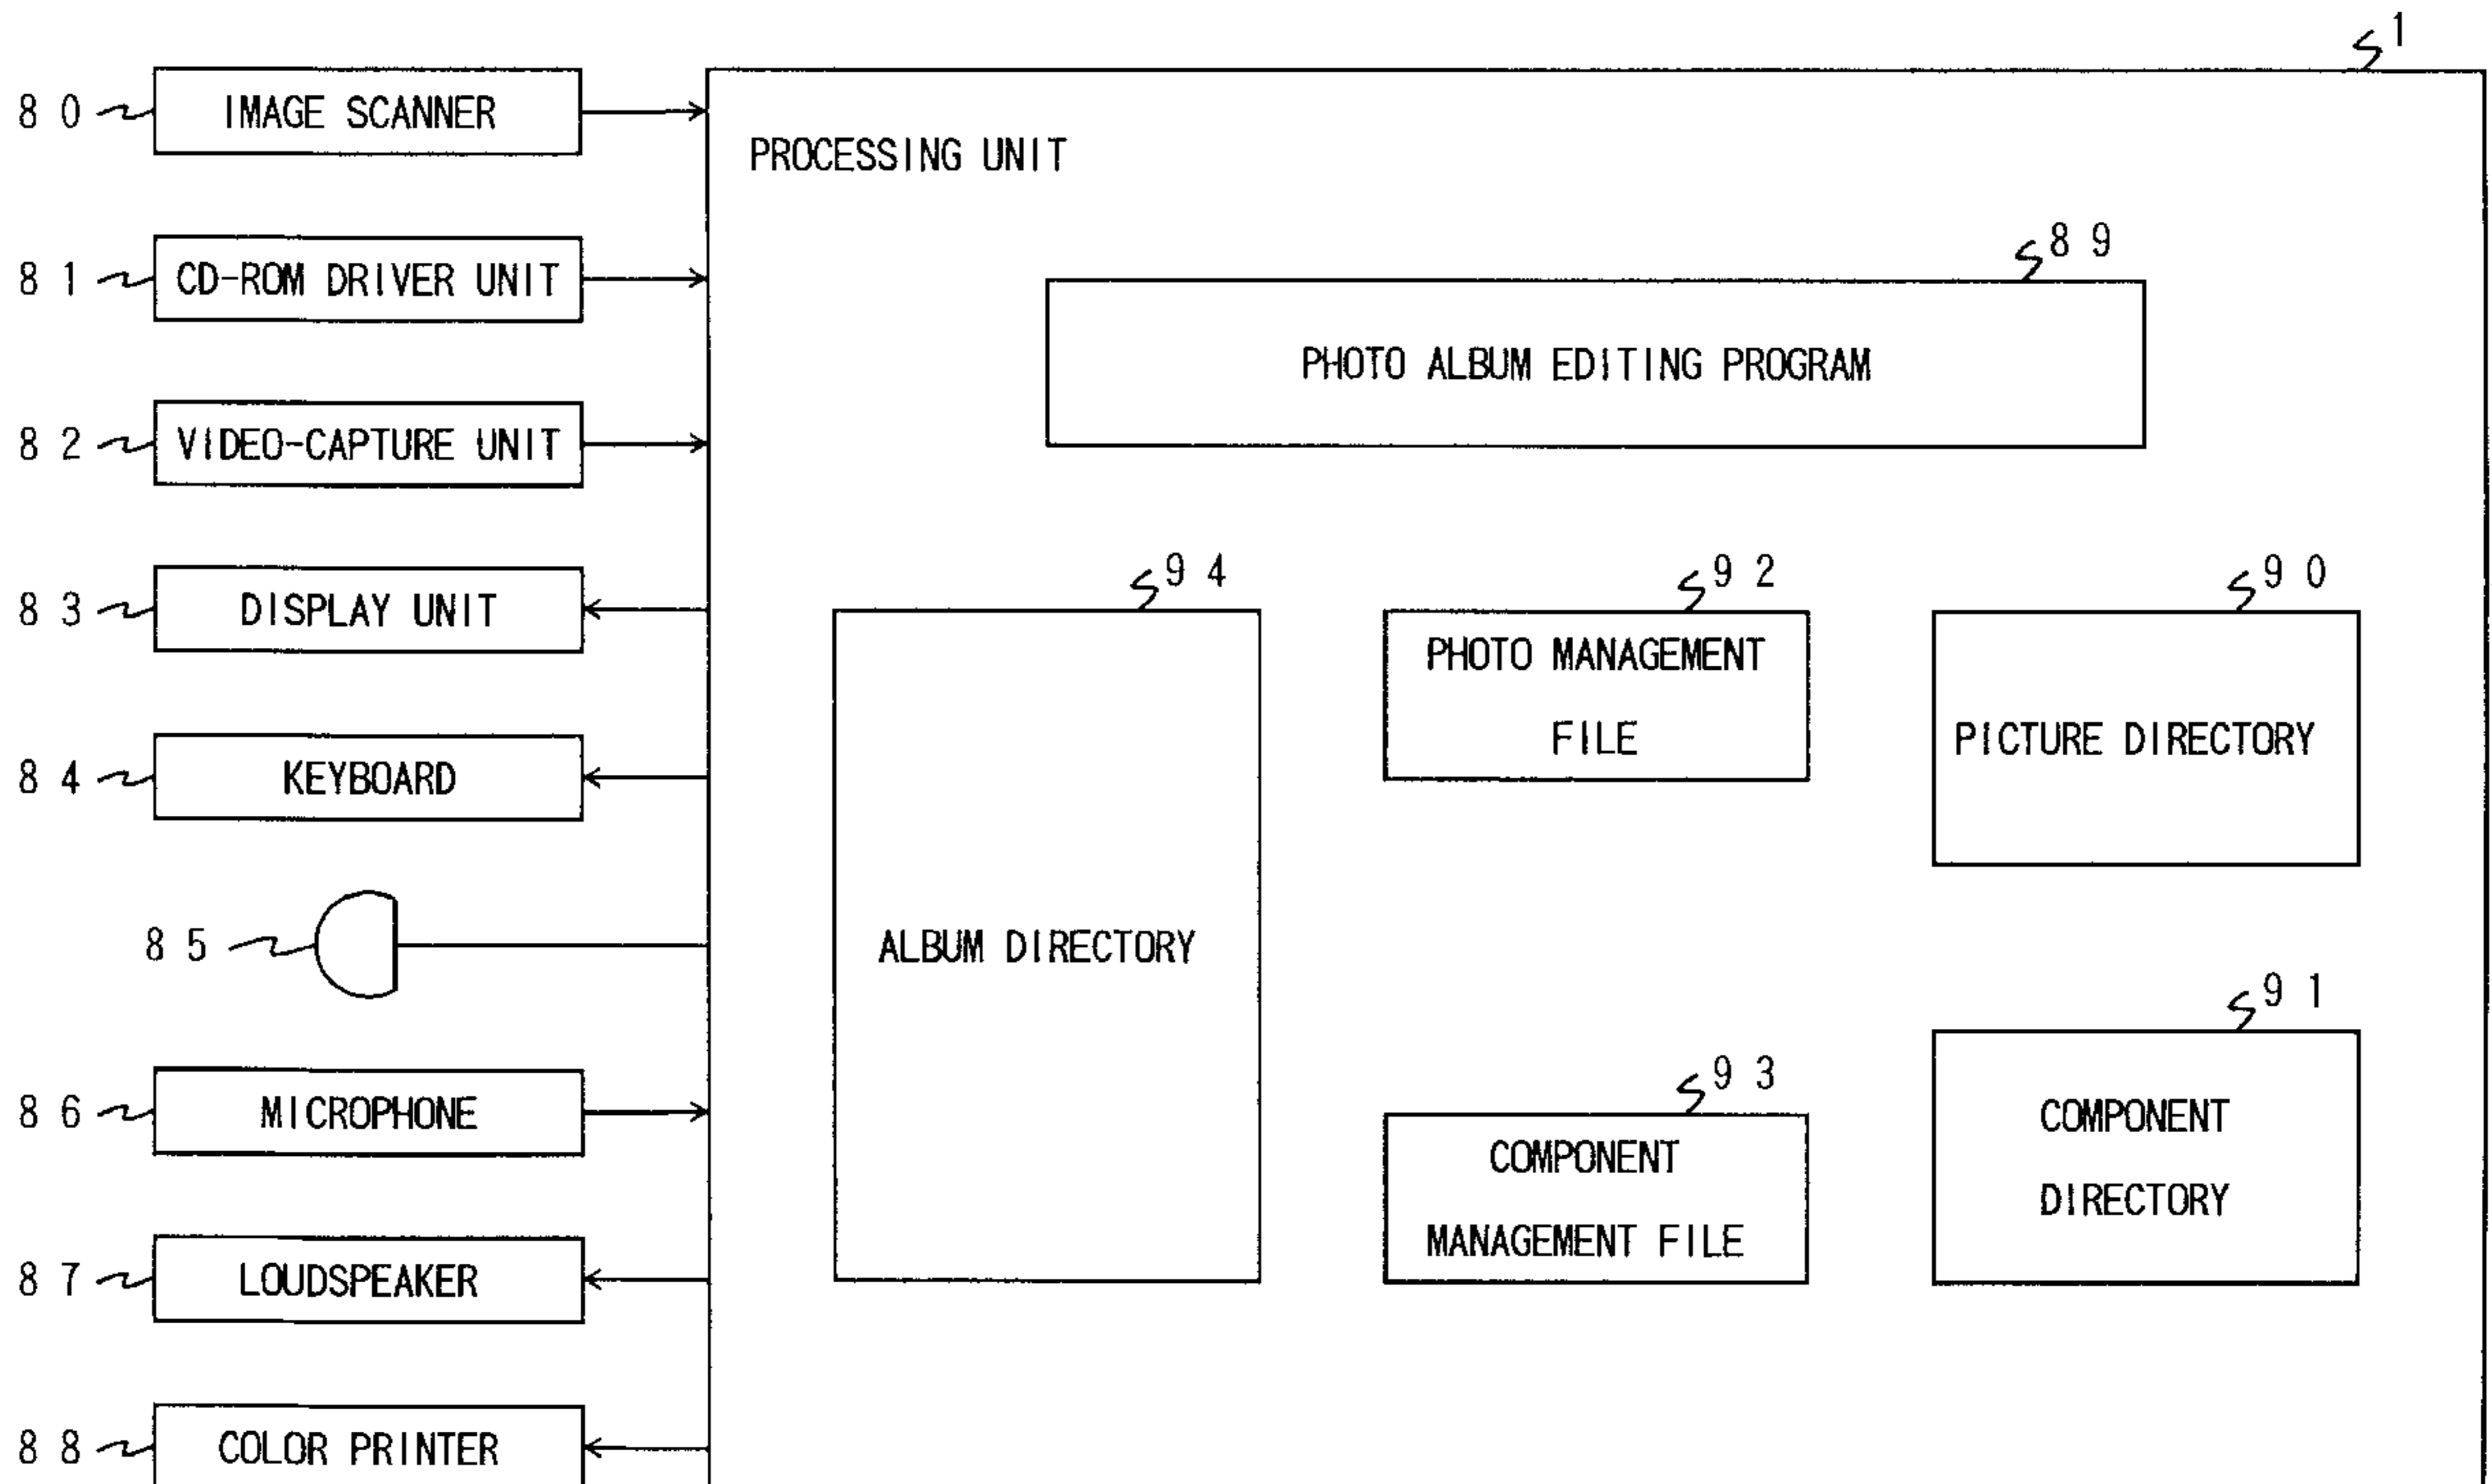 1
80 IMAGE SCANNER
PROCESSING UNIT
81 CD-ROM DRIVER UNIT
89
PHOTO ALBUM EDITING PROGRAM
82 VIDEO-CAPTURE UNIT
83 DISPLAY UNIT
84 KEYBOARD
85
86 MICROPHONE
87 LOUDSPEAKER
88 COLOR PRINTER
94
ALBUM DIRECTORY
92
PHOTO MANAGEMENT
FILE
90
PICTURE DIRECTORY
93
COMPONENT
MANAGEMENT FILE
91
COMPONENT
DIRECTORY